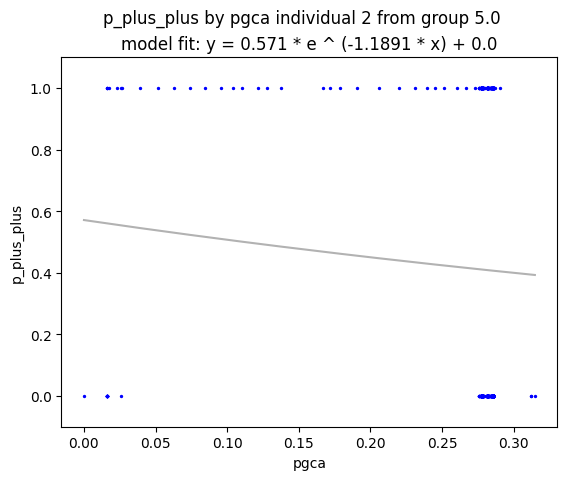 p_plus_plus by pgca individual 2 from group 5.0
model fit: y = 0.571 * e ^ (-1.1891 * x) + 0.0
1.0
0.8
0.6
0.4
0.2
0.0
p_plus_plus
0.00 0.05 0.10 0.15 0.20 0.25 0.30
pgca